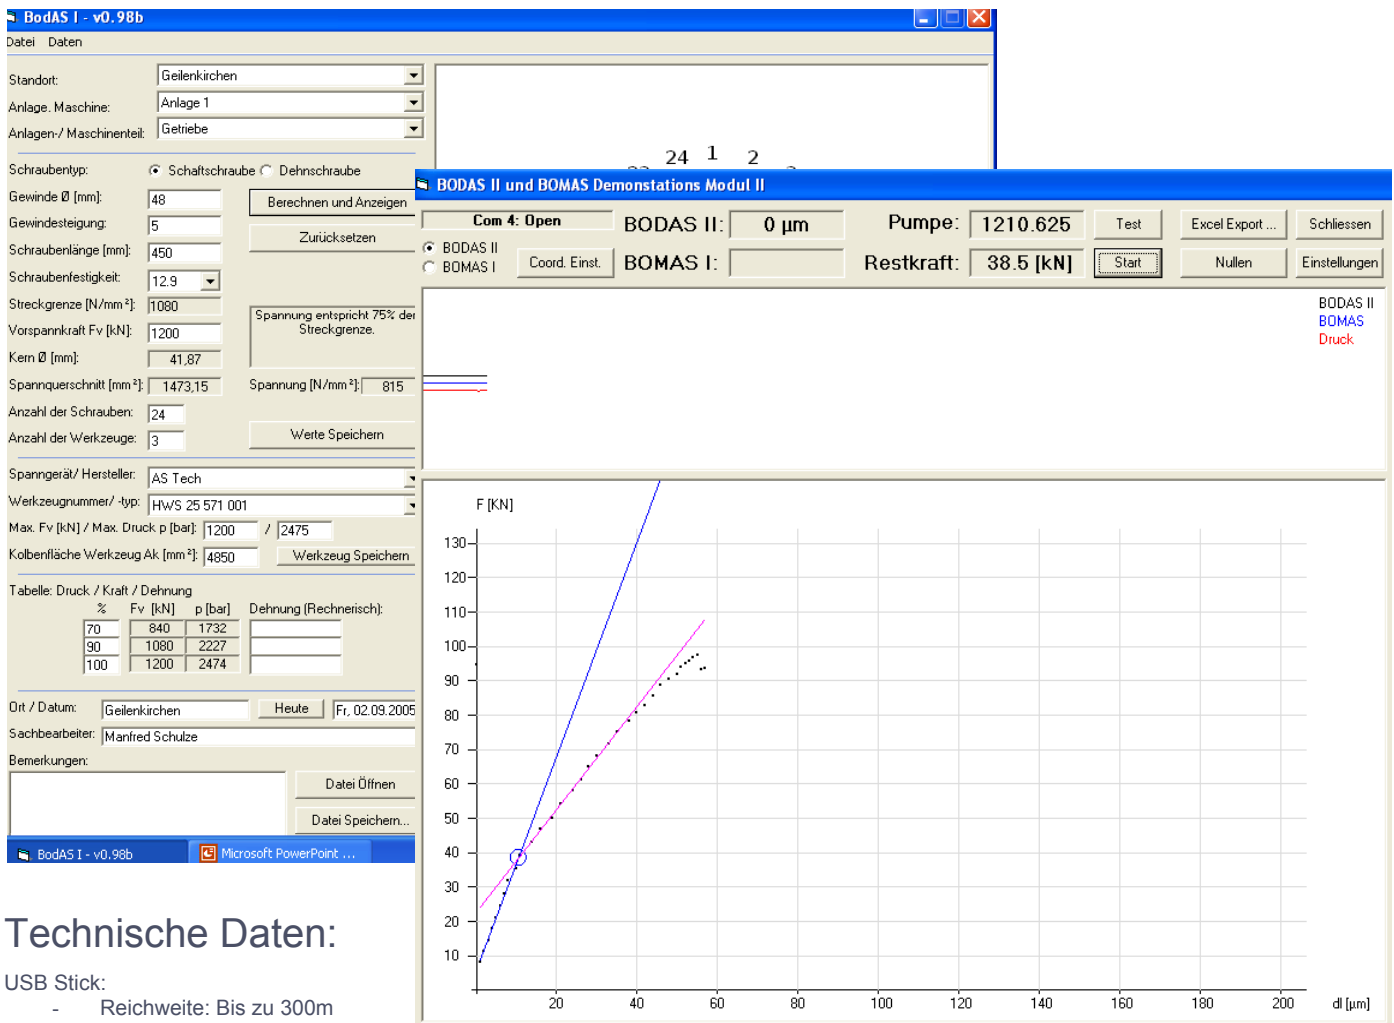 BodAS I - v0.98b
Datei Daten
Standort: Geilenkirchen
Anlage. Maschine: Anlage 1
Anlagen-/ Maschinenteil: Getriebe
24 1 2
Schraubentyp: Schaftschraube Dehnschraube
Gewinde Ø [mm]: 48 Berechnen und Anzeigen
Gewindesteigung: 5 Zurücksetzen
Schraubenlänge [mm]: 450
Schraubenfestigkeit: 12.9
Streckgrenze [N/mm²]: 1080 Spannung entspricht 75% der
Vorspannkraft Fv [kN]: 1200 Streckgrenze.
Kern Ø [mm]: 41,87
Spannquerschnitt [mm²]: 1473,15 Spannung [N/mm²]: 815
Anzahl der Schrauben: 24
Anzahl der Werkzeuge: 3 Werte Speichern
Spanngerät/ Hersteller: AS Tech
Werkzeugnummer/ -typ: HWS 25 571 001
Max. Fv [kN] / Max. Druck p [bar]: 1200 / 2475
Kolbenfläche Werkzeug Ak [mm²]: 4850 Werkzeug Speichern
Tabelle: Druck / Kraft / Dehnung
% Fv [kN] p [bar] Dehnung (Rechnerisch):
70 840 1732
90 1080 2227
100 1200 2474
Ort / Datum: Geilenkirchen Heute Fr, 02.09.2005
Sachbearbeiter: Manfred Schulze
Bemerkungen:
Datei Öffnen
Datei Speichern...
BodAS I - v0.98b Microsoft PowerPoint ...
BODAS II und BOMAS Demonstations Modul II
Com 4: Open BODAS II: 0 µm Pumpe: 1210.625 Test Excel Export ... Schliessen
BODAS II
BOMAS I Coord. Einst. BOMAS I: Restkraft: 38.5 [kN] Start Nullen Einstellungen
BODAS II
BOMAS
Druck
F [KN]
130
120
110
100
90
80
70
60
50
40
30
20
10
20 40 60 80 100 120 140 160 180 200 dl [µm]
Technische Daten:
USB Stick:
- Reichweite: Bis zu 300m